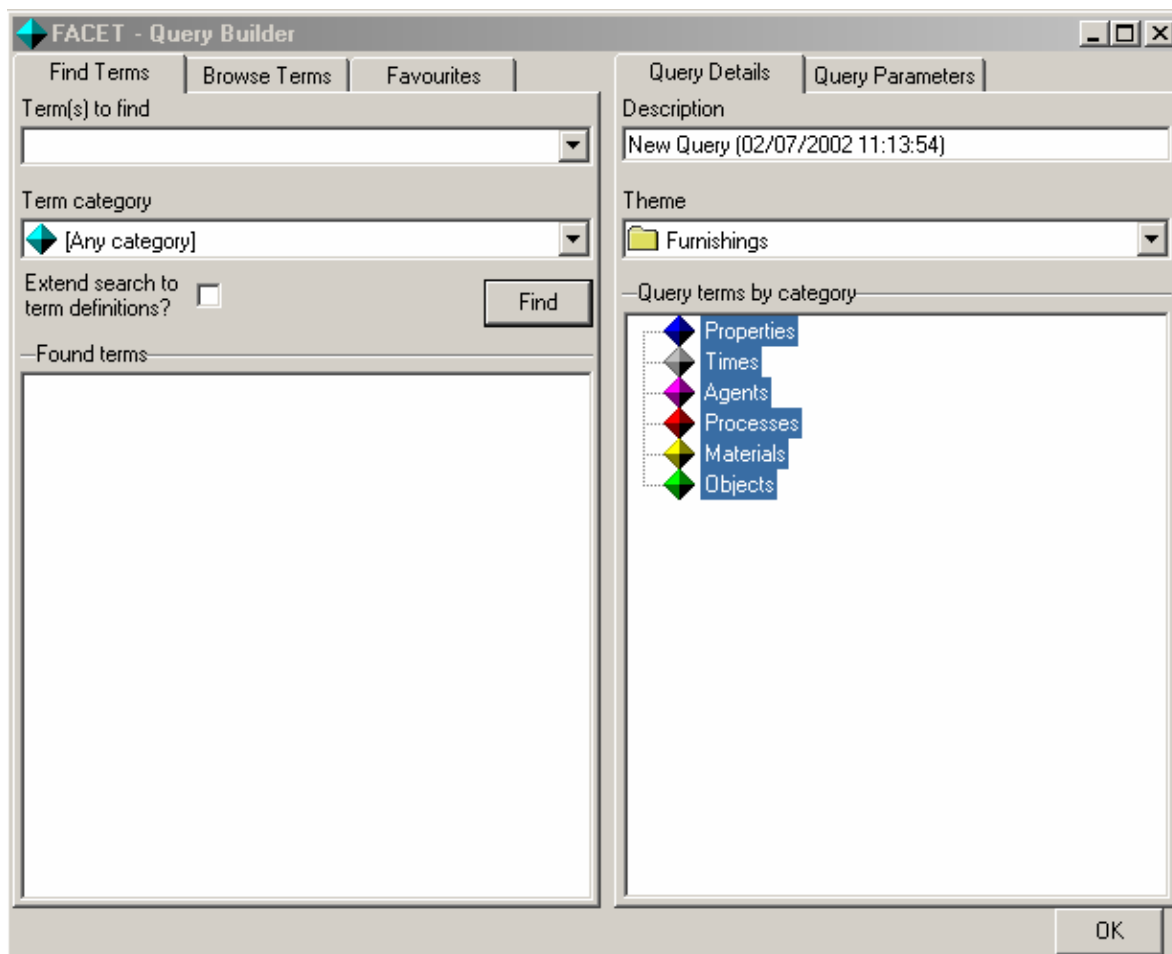 FACET - Query Builder
Find Terms
Browse Terms
Favourites
Term(s) to find
Term category
[Any category]
Extend search to
term definitions?
Find
Found terms
Query Details
Query Parameters
Description
New Query (02/07/2002 11:13:54)
Theme
Furnishings
Query terms by category
Properties
Times
Agents
Processes
Materials
Objects
OK